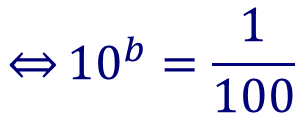 ⇔ 10^b = 1/100